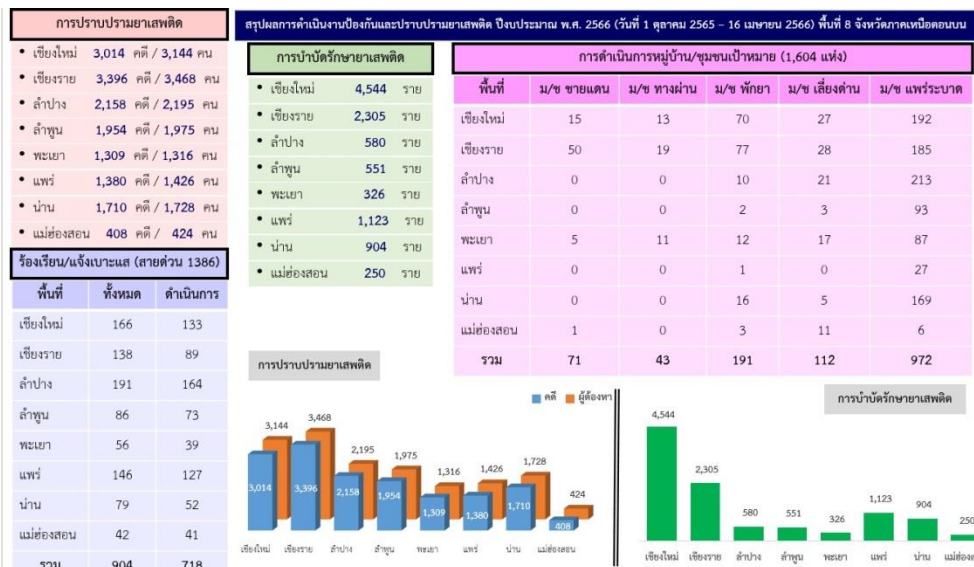 การปราบปรามยาเสพติด
• เชียงใหม่ 3,014 คดี / 3,144 คน
• เชียงราย 3,396 คดี / 3,468 คน
• ลำปาง 2,158 คดี / 2,195 คน
• ลำพูน 1,954 คดี / 1,975 คน
• พะเยา 1,309 คดี / 1,316 คน
• แพร่ 1,380 คดี / 1,426 คน
• น่าน 1,710 คดี / 1,728 คน
• แม่ฮ่องสอน 408 คดี / 424 คน
ร้องเรียน/แจ้งเบาะแส (สายด่วน 1386)
พื้นที่ ทั้งหมด ดำเนินการ
เชียงใหม่ 166 133
เชียงราย 138 89
ลำปาง 191 164
ลำพูน 86 73
พะเยา 56 39
แพร่ 146 127
น่าน 79 52
แม่ฮ่องสอน 42 41
รวม 904 718
สรุปผลการดำเนินงานป้องกันและปราบปรามยาเสพติด ปีงบประมาณ พ.ศ. 2566 (วันที่ 1 ตุลาคม 2565 – 16 เมษายน 2566) พื้นที่ 8 จังหวัดภาคเหนือตอนบน
การบำบัดรักษายาเสพติด
• เชียงใหม่ 4,544 ราย
• เชียงราย 2,305 ราย
• ลำปาง 580 ราย
• ลำพูน 551 ราย
• พะเยา 326 ราย
• แพร่ 1,123 ราย
• น่าน 904 ราย
• แม่ฮ่องสอน 250 ราย
การดำเนินการหมู่บ้าน/ชุมชนเป้าหมาย (1,604 แห่ง)
พื้นที่ ม/ช ชายแดน ม/ช ทางผ่าน ม/ช พักยา ม/ช เลี่ยงด่าน ม/ช แพร่ระบาด
เชียงใหม่ 15 13 70 27 192
เชียงราย 50 19 77 28 185
ลำปาง 0 0 10 21 213
ลำพูน 0 0 2 3 93
พะเยา 5 11 12 17 87
แพร่ 0 0 1 0 27
น่าน 0 0 16 5 169
แม่ฮ่องสอน 1 0 3 11 6
รวม 71 43 191 112 972
การปราบปรามยาเสพติด
คดี ผู้ต้องหา
3,144 3,468 2,195 1,975 1,316 1,426 1,728 424
3,014 3,396 2,158 1,954 1,309 1,380 1,710 408
เชียงใหม่ เชียงราย ลำปาง ลำพูน พะเยา แพร่ น่าน แม่ฮ่องสอน
การบำบัดรักษายาเสพติด
4,544 2,305 580 551 326 1,123 904 250
เชียงใหม่ เชียงราย ลำปาง ลำพูน พะเยา แพร่ น่าน